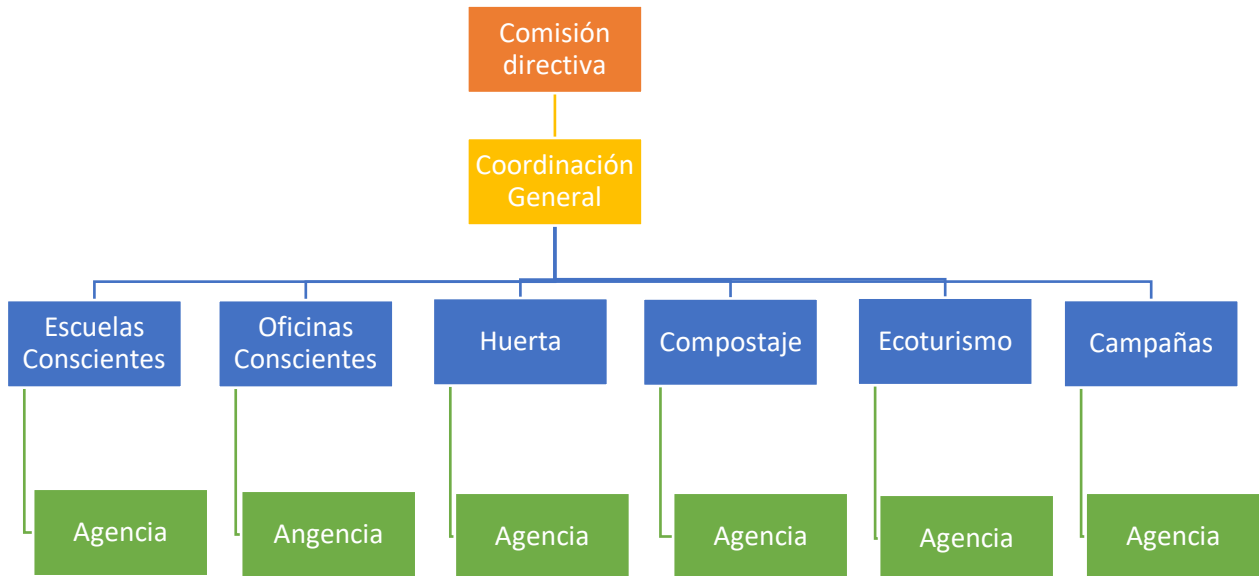 Comisión
directiva
Coordinación
General
Escuelas
Conscientes
Oficinas
Conscientes
Huerta
Compostaje
Ecoturismo
Campañas
Agencia
Angencia
Agencia
Agencia
Agencia
Agencia